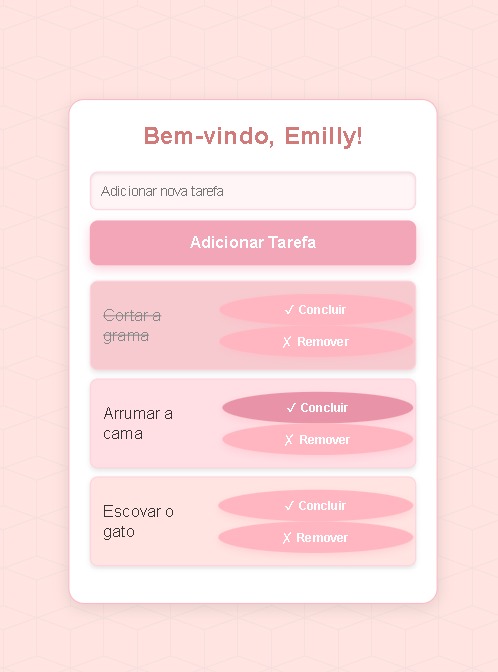 Bem-vindo, Emilly!
Adicionar nova tarefa
Adicionar Tarefa
Cortar a
grama
✓ Concluir
✗ Remover
Arrumar a
cama
✓ Concluir
✗ Remover
Escovar o
gato
✓ Concluir
✗ Remover